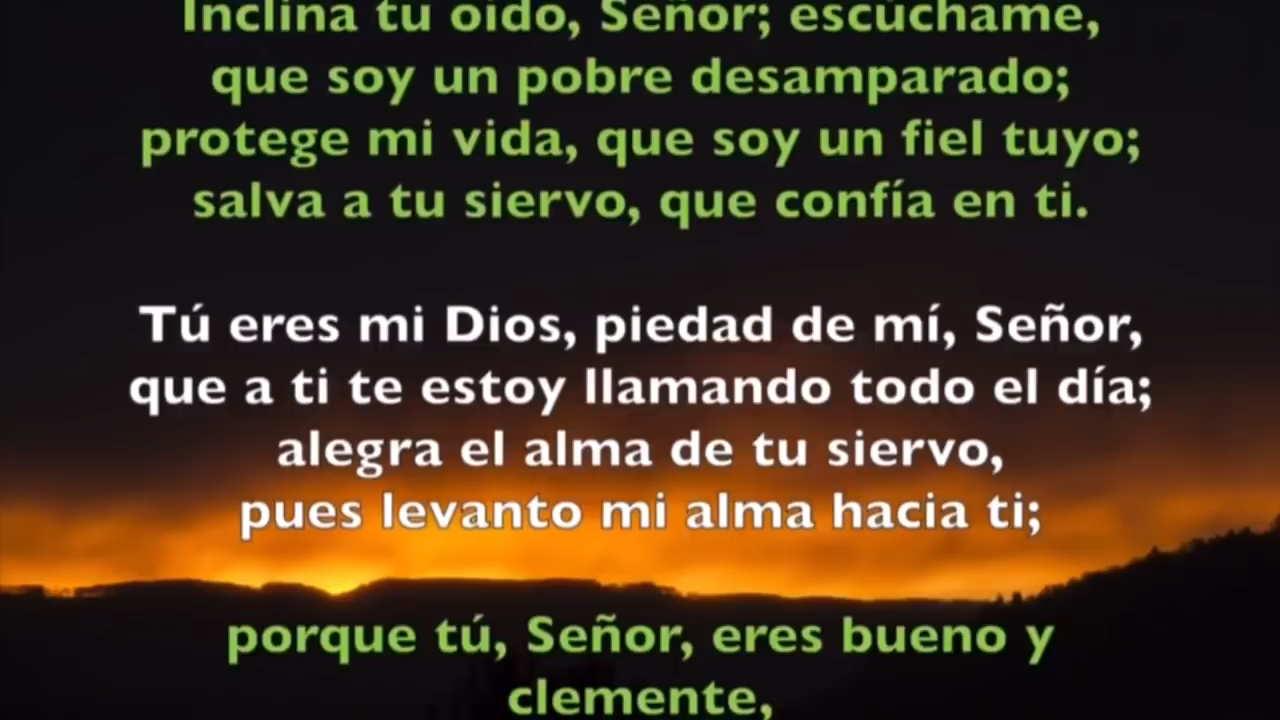 Inclina tu oído, Señor; escúchame,
que soy un pobre desamparado;
protege mi vida, que soy un fiel tuyo;
salva a tu siervo, que confía en ti.
Tú eres mi Dios, piedad de mí, Señor,
que a ti te estoy llamando todo el día;
alegra el alma de tu siervo,
pues levanto mi alma hacia ti;
porque tú, Señor, eres bueno y
clemente,